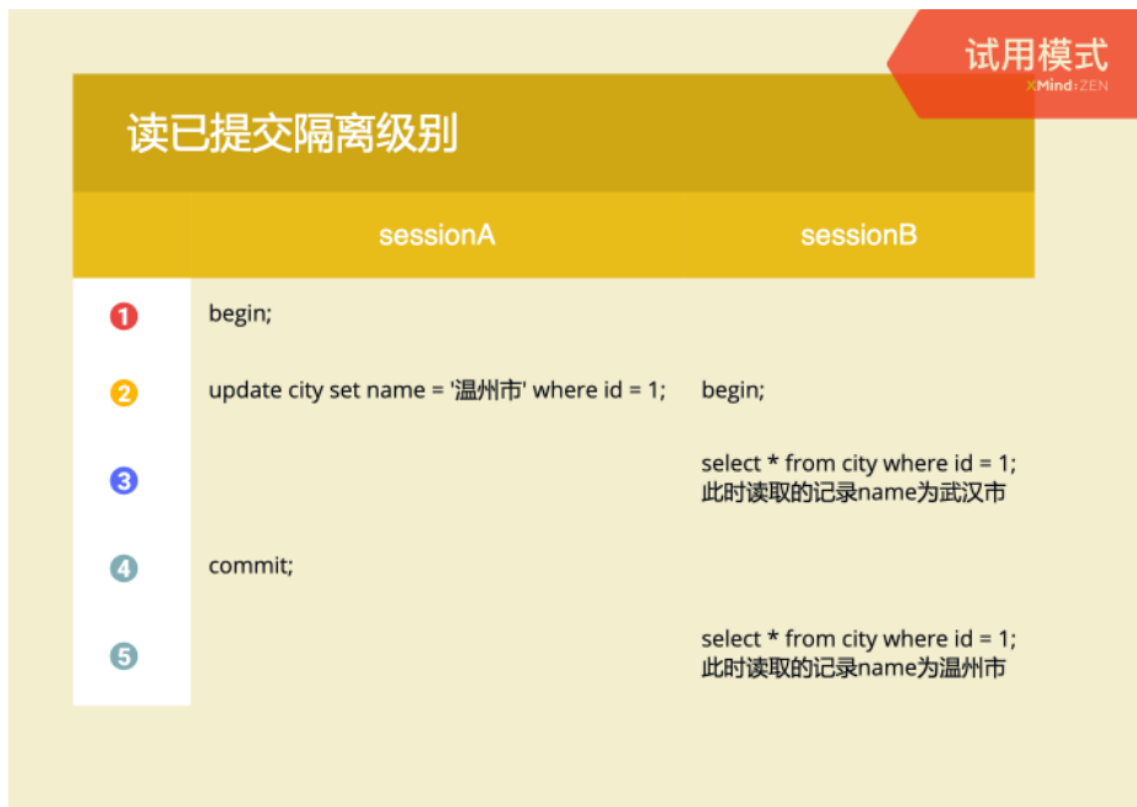 试用模式
XMind:ZEN
读已提交隔离级别
sessionA sessionB
1 begin;
2 update city set name = '温州市' where id = 1; begin;
3 select * from city where id = 1;
此时读取的记录name为武汉市
4 commit;
5 select * from city where id = 1;
此时读取的记录name为温州市